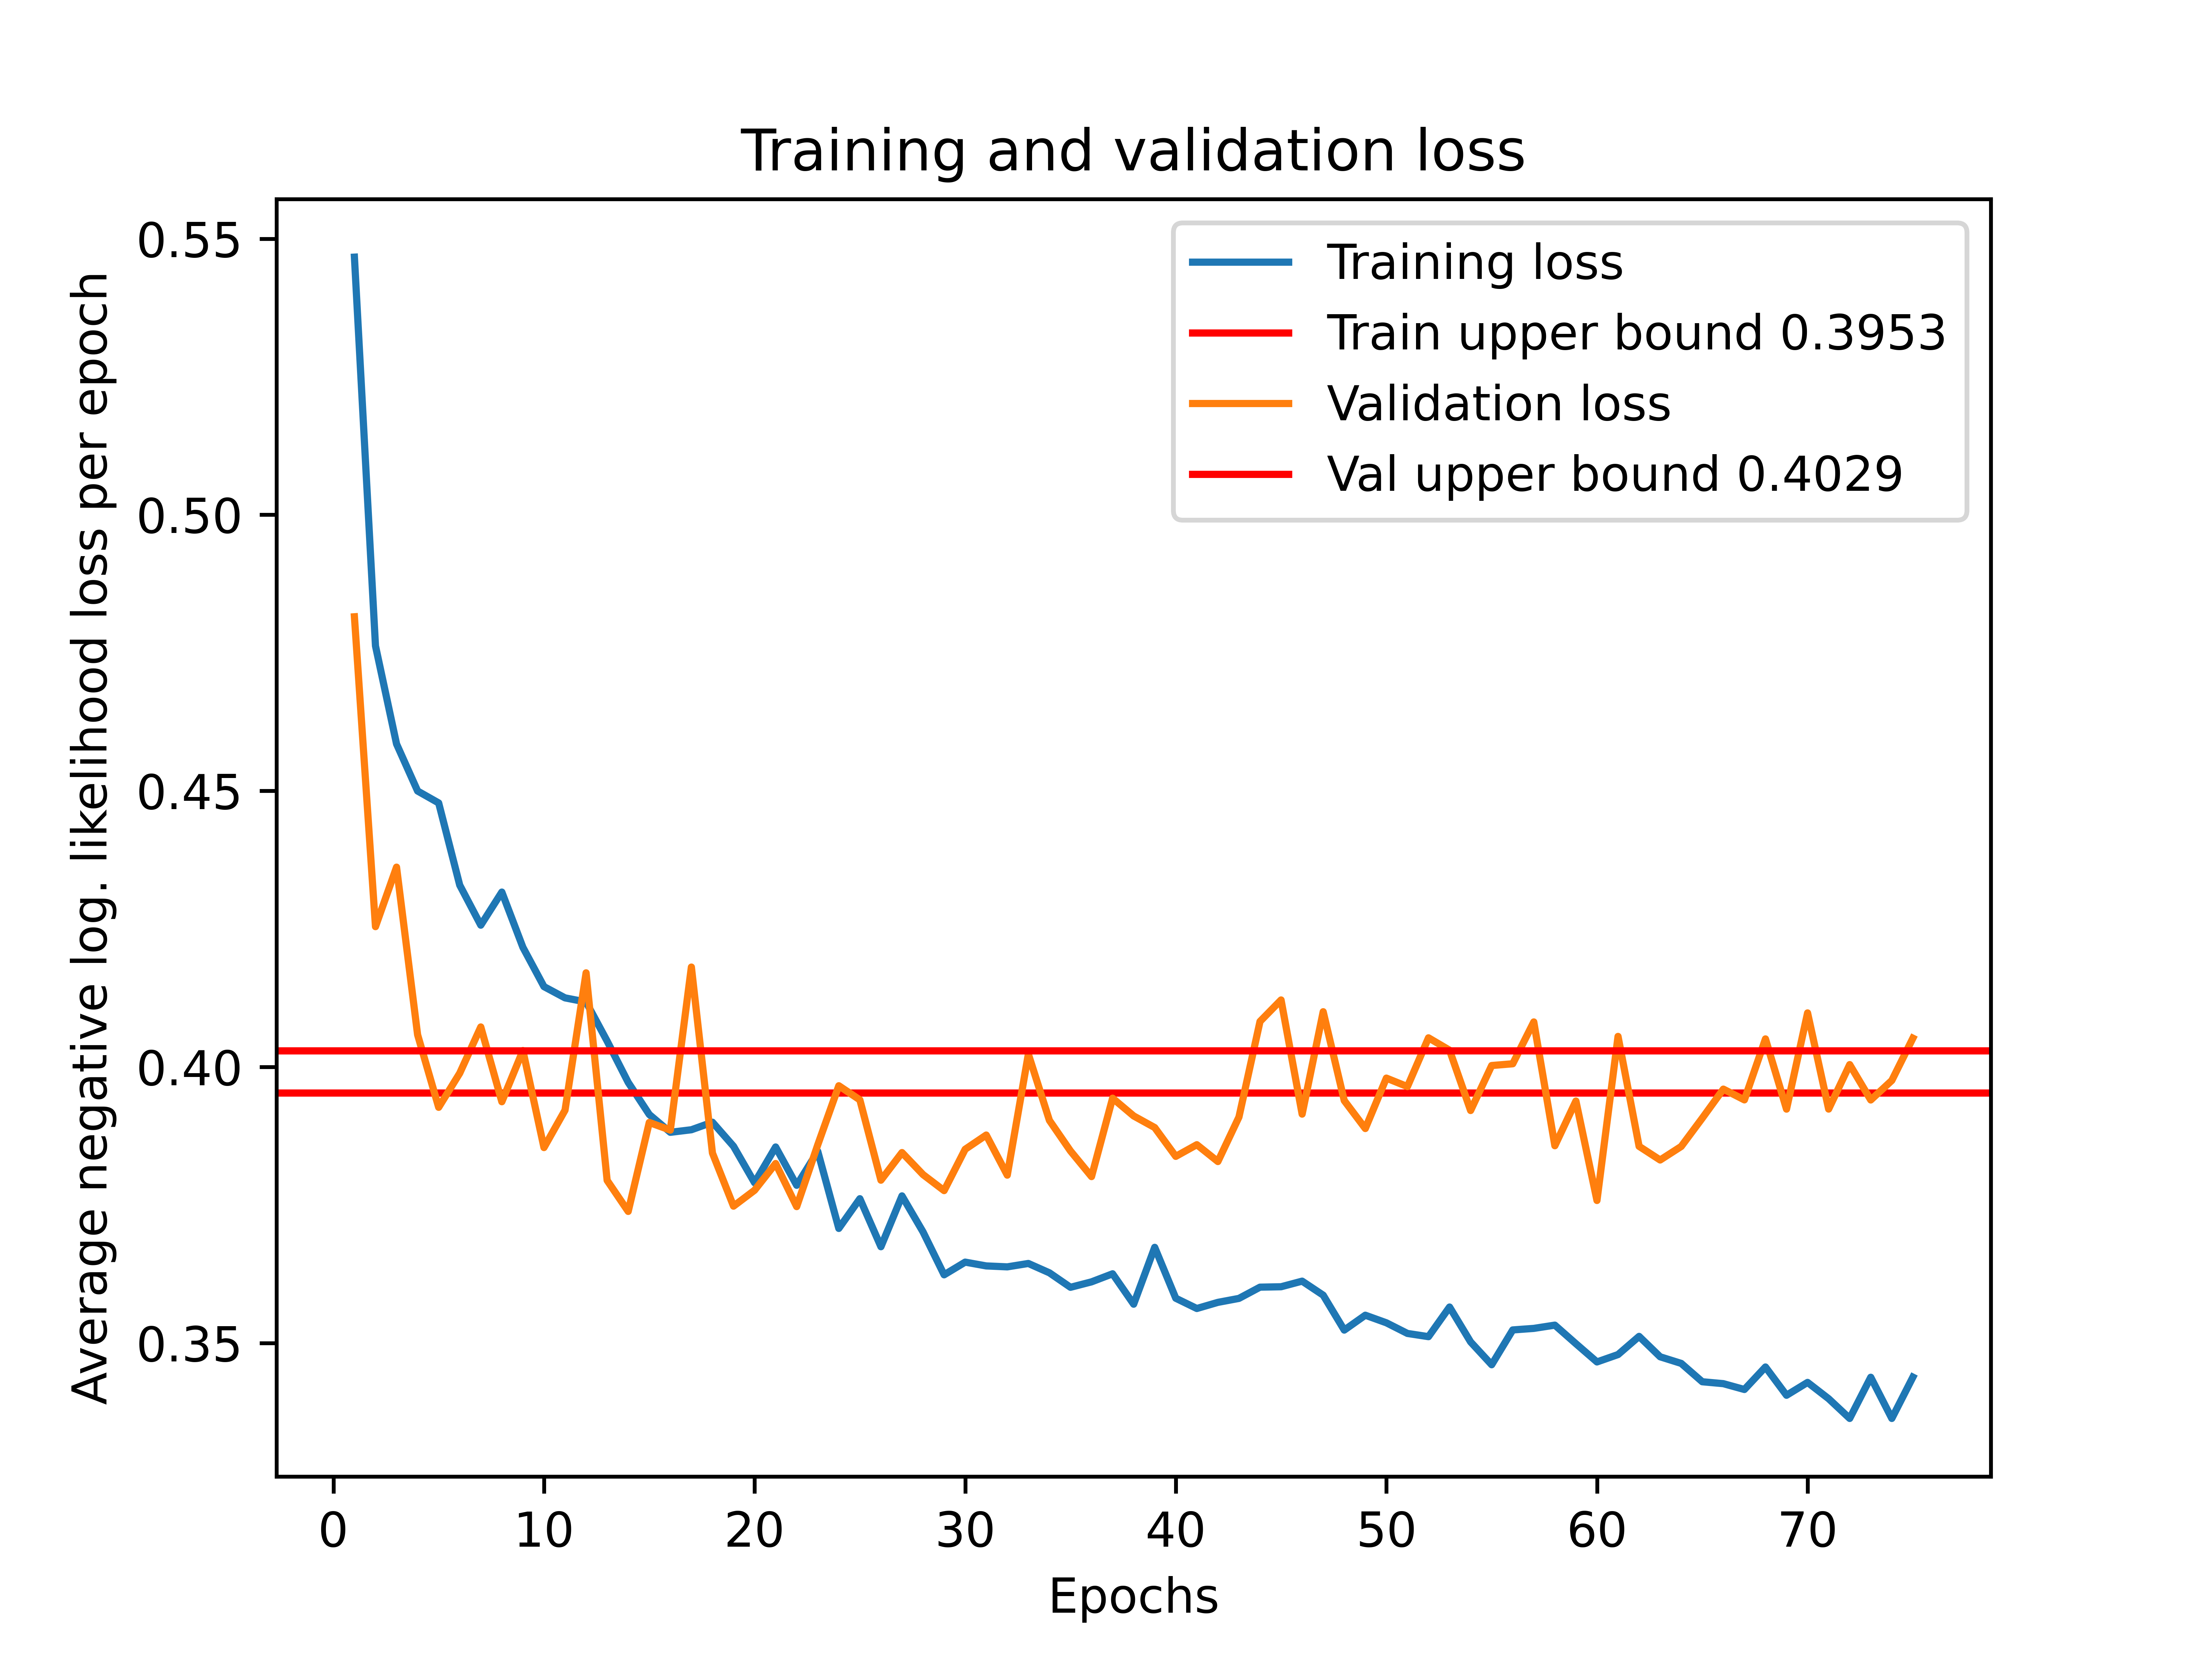 Training and validation loss
Average negative log. likelihood loss per epoch
0.55
0.50
0.45
0.40
0.35
Training loss
Train upper bound 0.3953
Validation loss
Val upper bound 0.4029
0 10 20 30 40 50 60 70
Epochs